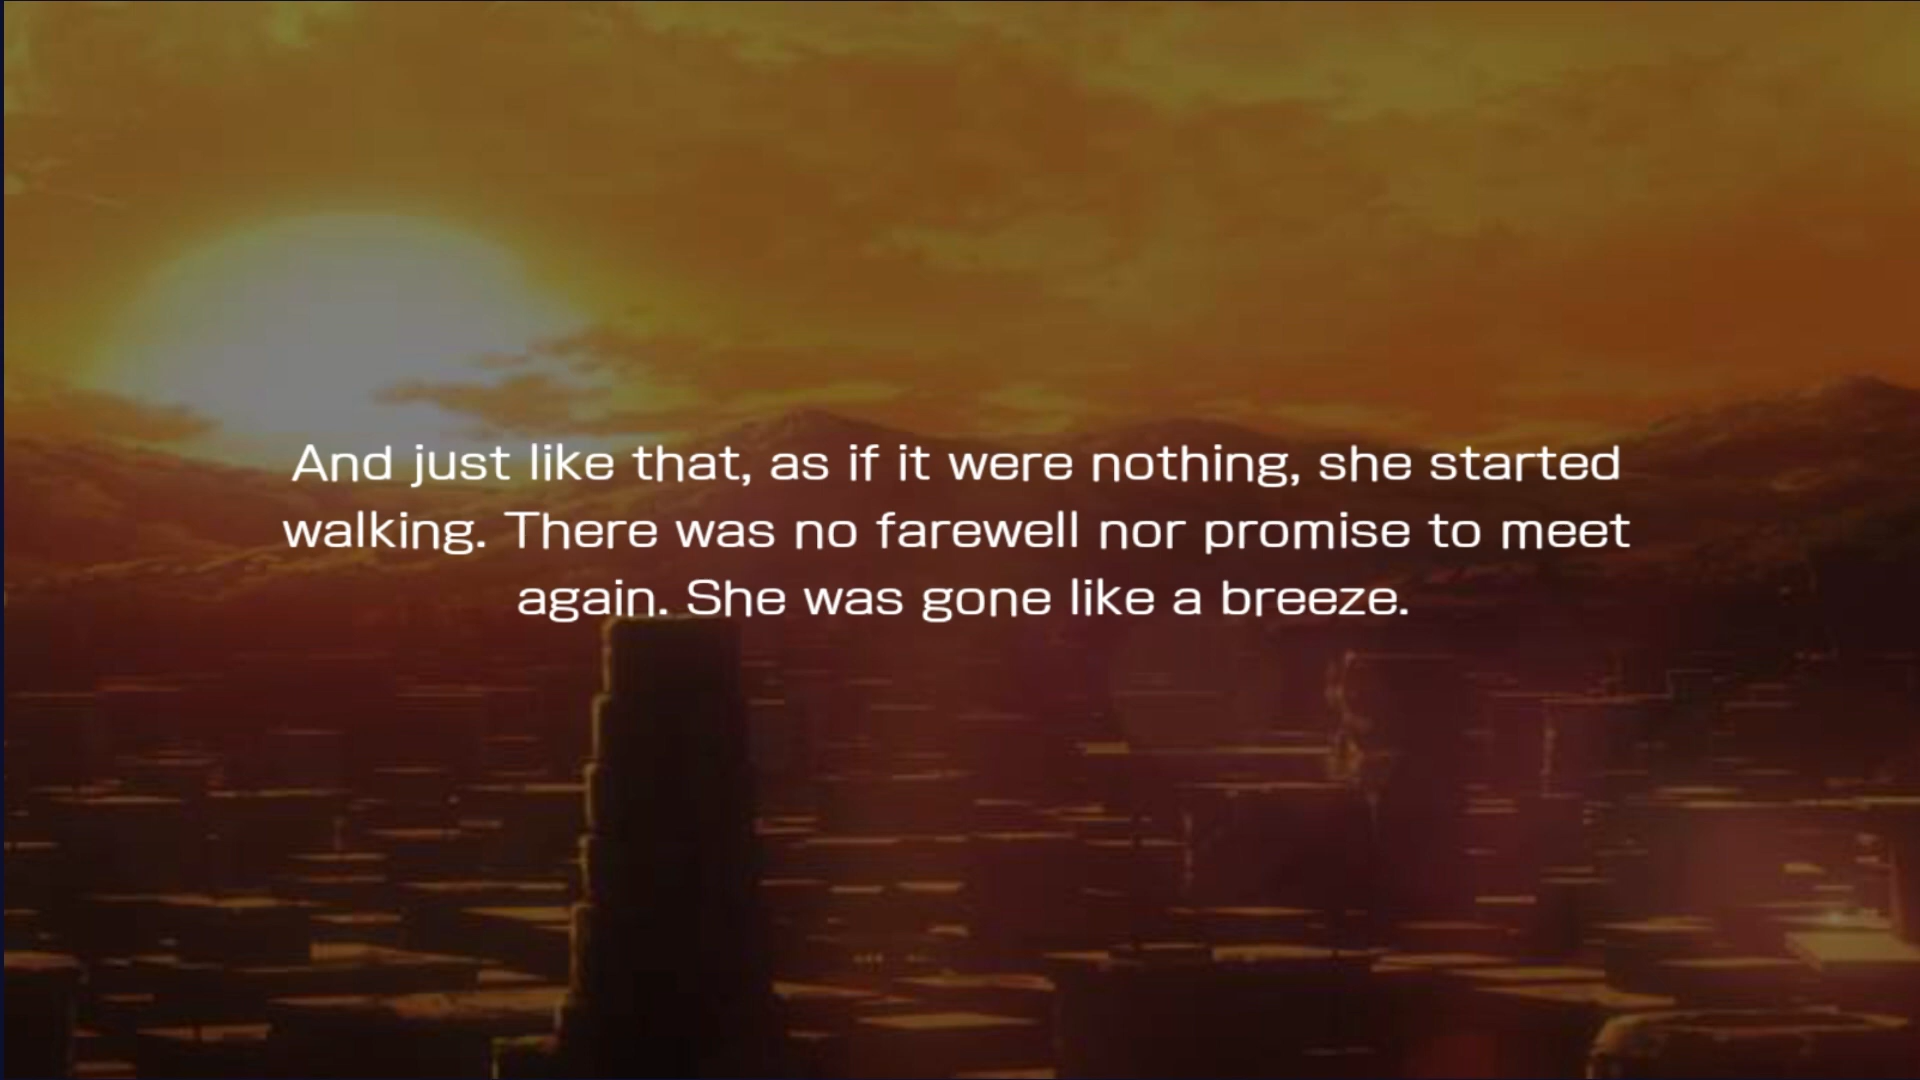 And just like that, as if it were nothing, she started
walking. There was no farewell nor promise to meet
again. She was gone like a breeze.